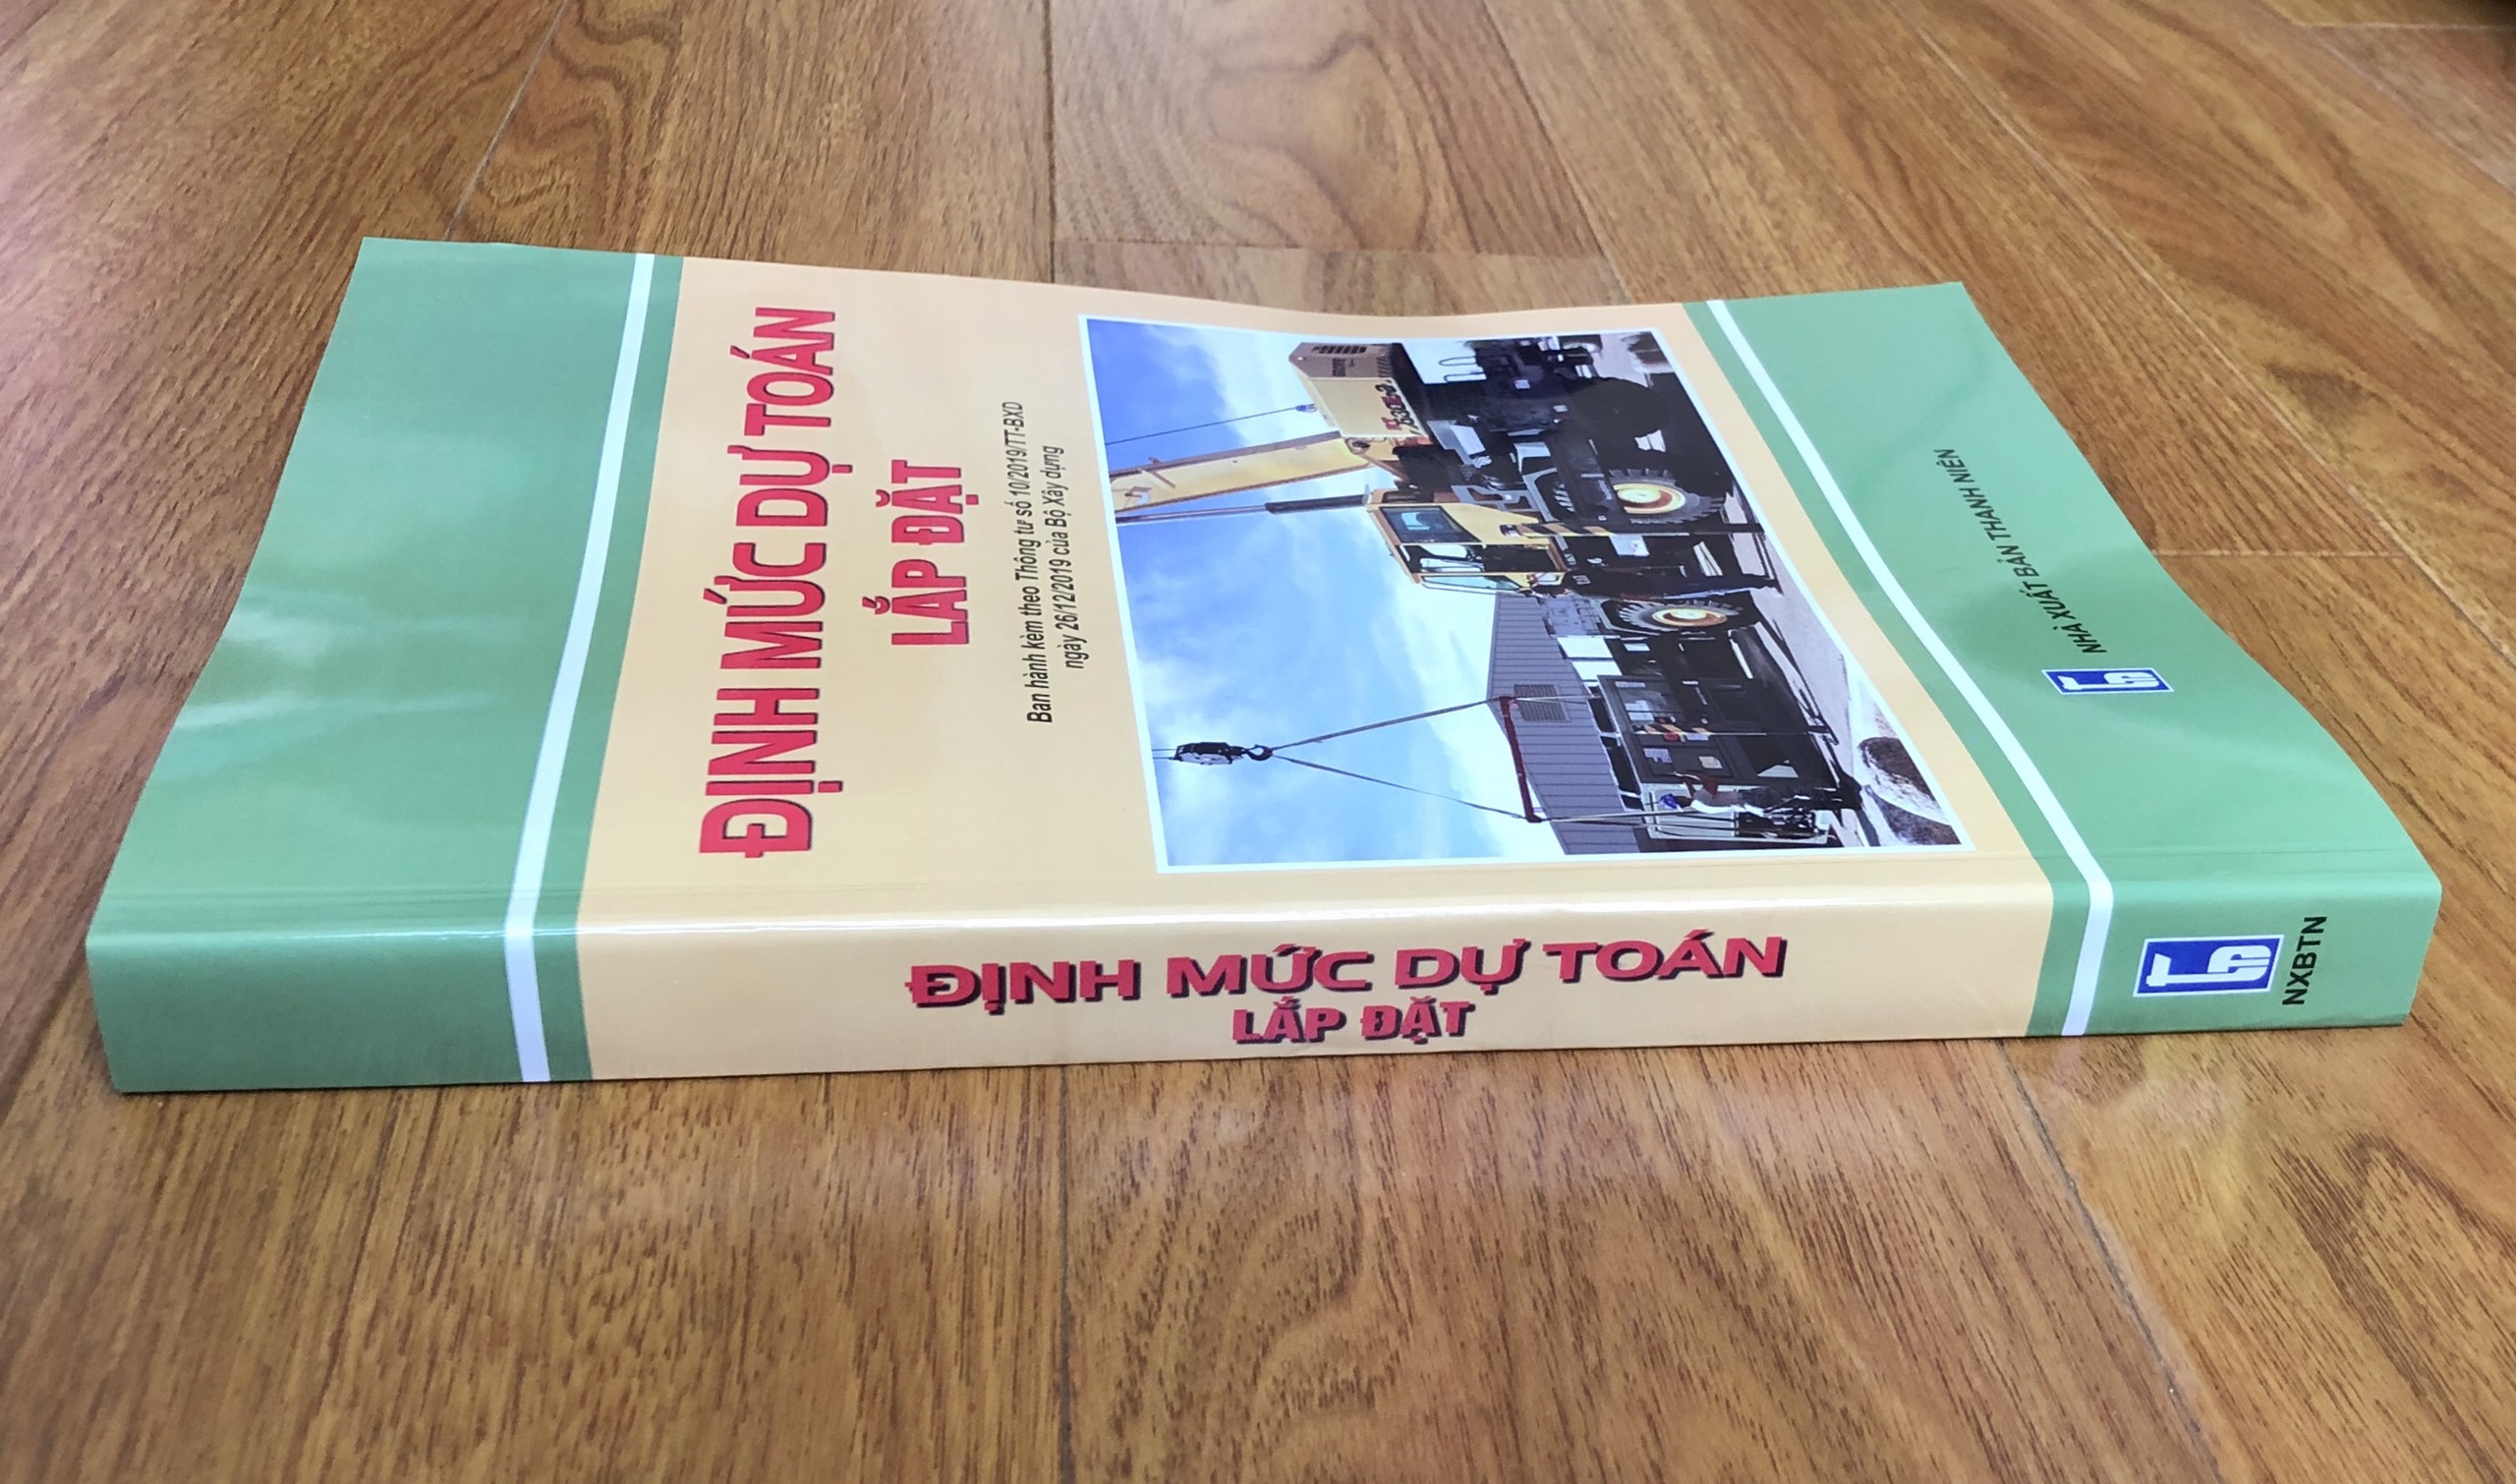 ĐỊNH MỨC DỰ TOÁN
LẮP ĐẶT
Ban hành kèm theo Thông tư số 10/2019/TT-BXD
ngày 26/12/2019 của Bộ Xây dựng
NHÀ XUẤT BẢN THANH NIÊN
ĐỊNH MỨC DỰ TOÁN
LẮP ĐẶT
NXBTN